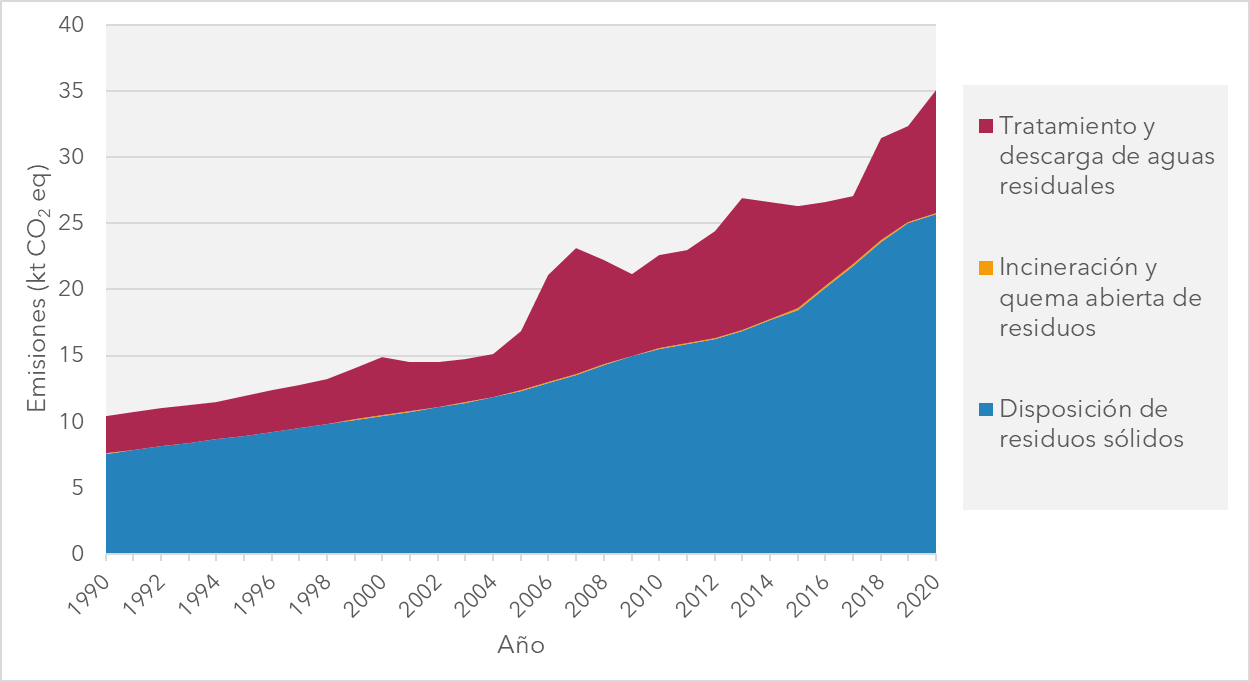 40
35
30
25
20
15
10
5
0
Emisiones (kt CO₂ eq)
1990
1992
1994
1996
1998
2000
2002
2004
2006
2008
2010
2012
2014
2016
2018
2020
Año
Tratamiento y
descarga de aguas
residuales
Incineración y
quema abierta de
residuos
Disposición de
residuos sólidos